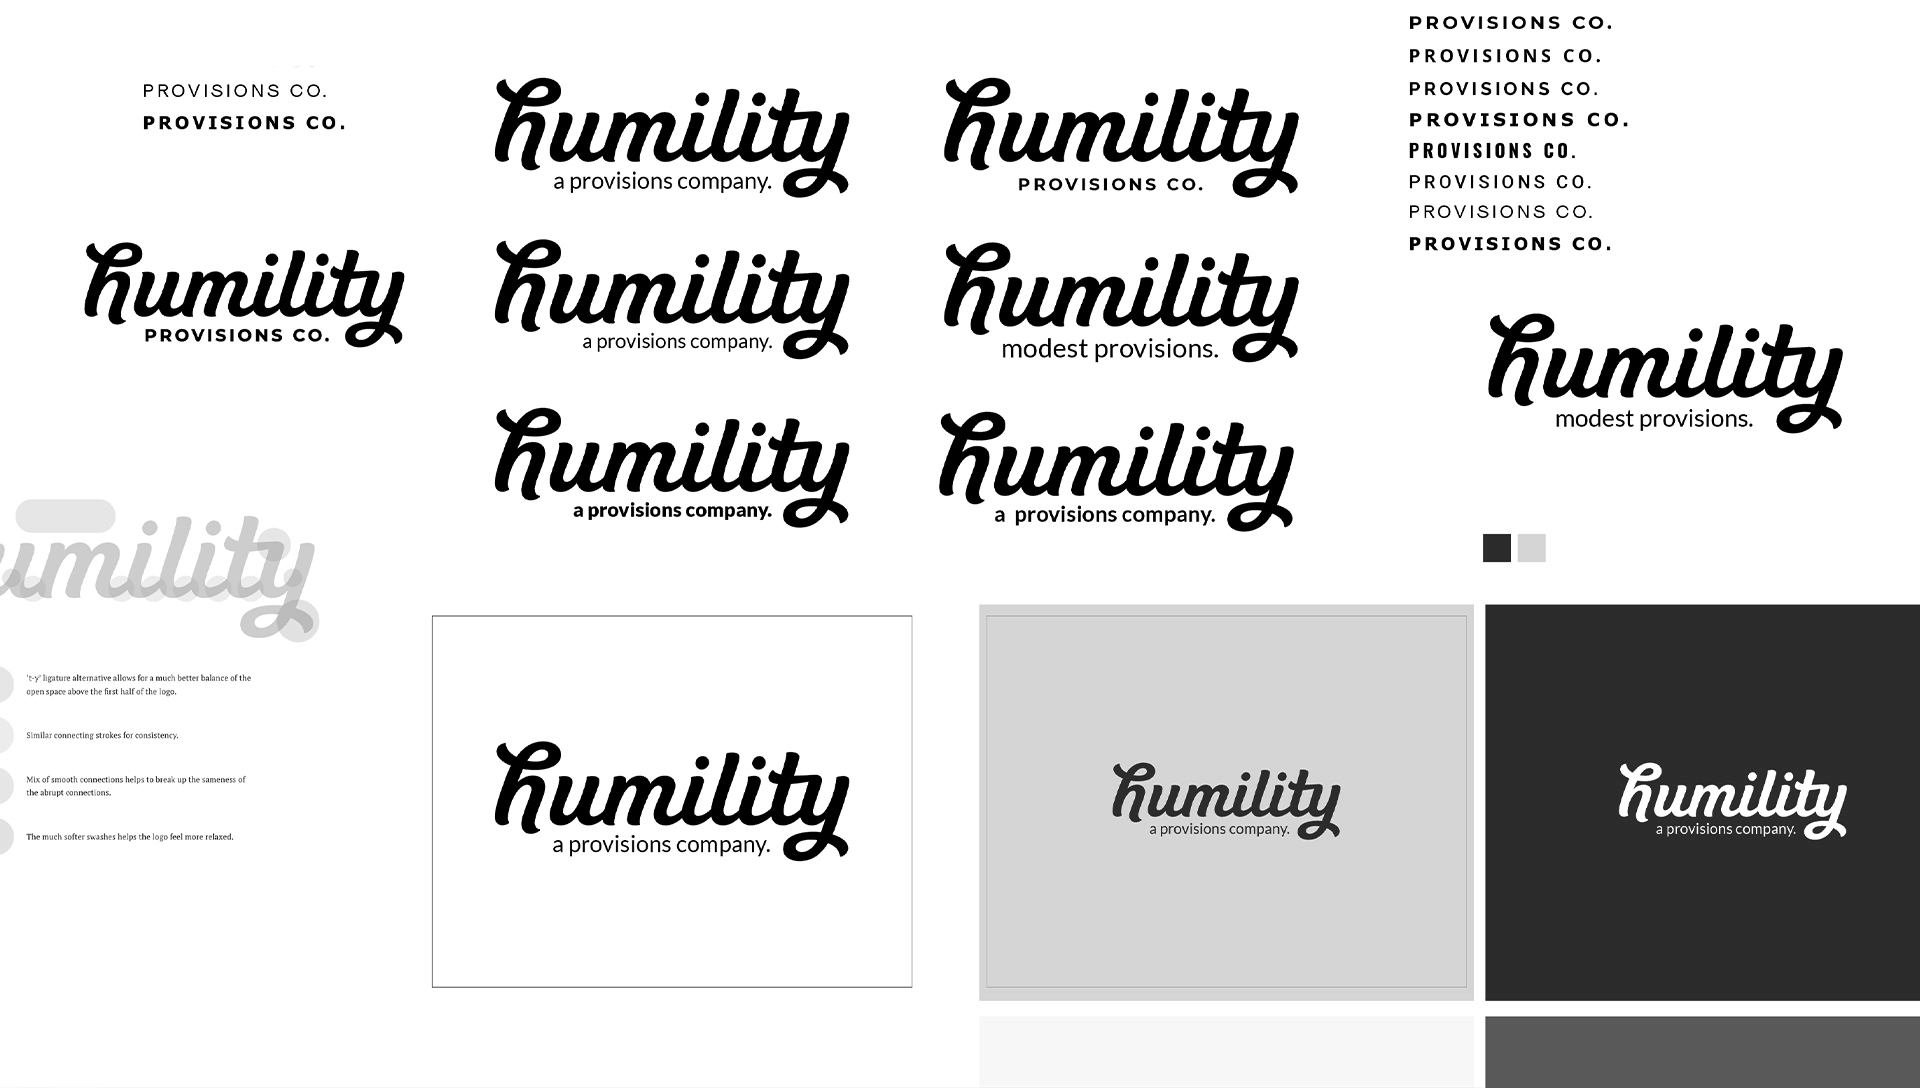 PROVISIONS CO.
PROVISIONS CO.
humility
PROVISIONS CO.
humility
a provisions company.
humility
a provisions company.
humility
a provisions company.
humility
PROVISIONS CO.
humility
modest provisions.
humility
a provisions company.
PROVISIONS CO.
PROVISIONS CO.
PROVISIONS CO.
PROVISIONS CO.
PROVISIONS CO.
PROVISIONS CO.
PROVISIONS CO.
PROVISIONS CO.
humility
modest provisions.
umility
't-y' ligature alternative allows for a much better balance of the
open space above the first half of the logo.
Similar connecting strokes for consistency.
Mix of smooth connections helps to break up the sameness of
the abrupt connections.
The much softer swashes helps the logo feel more relaxed.
humility
a provisions company.
humility
a provisions company.
humility
a provisions company.